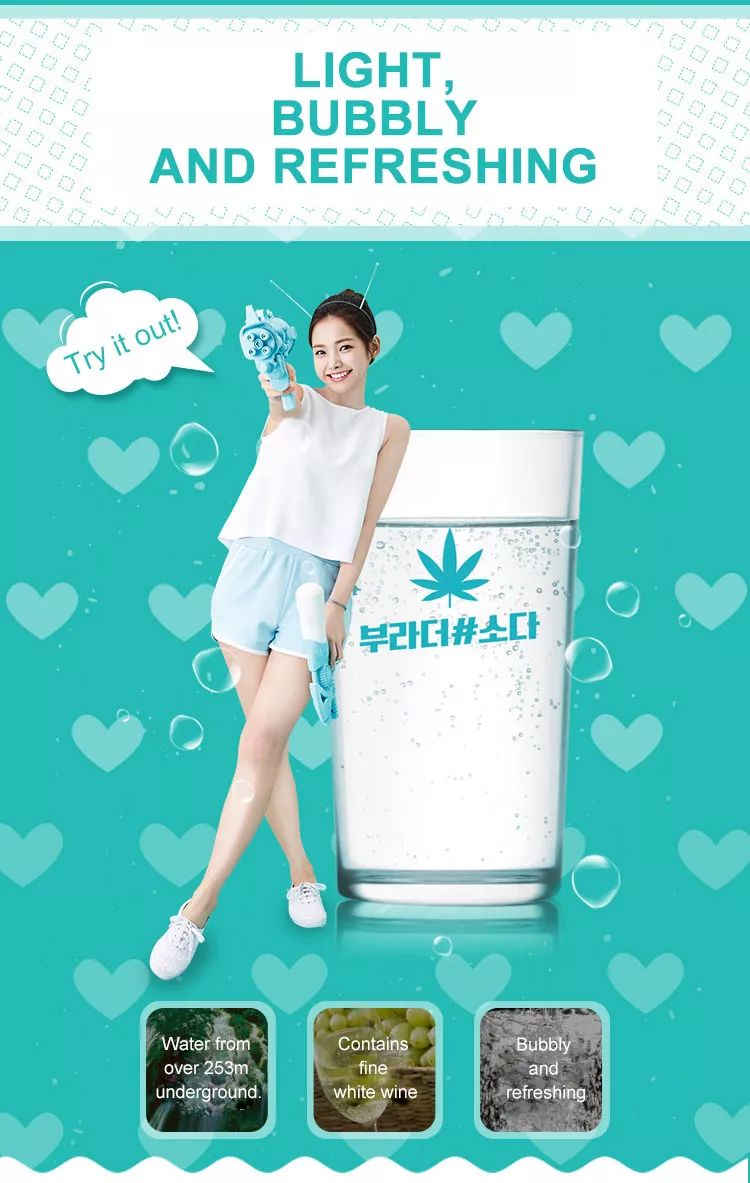 LIGHT,
BUBBLY
AND REFRESHING
Try it out!
부라더#소다
Water from
over 253m
underground.
Contains
fine
white wine
Bubbly
and
refreshing